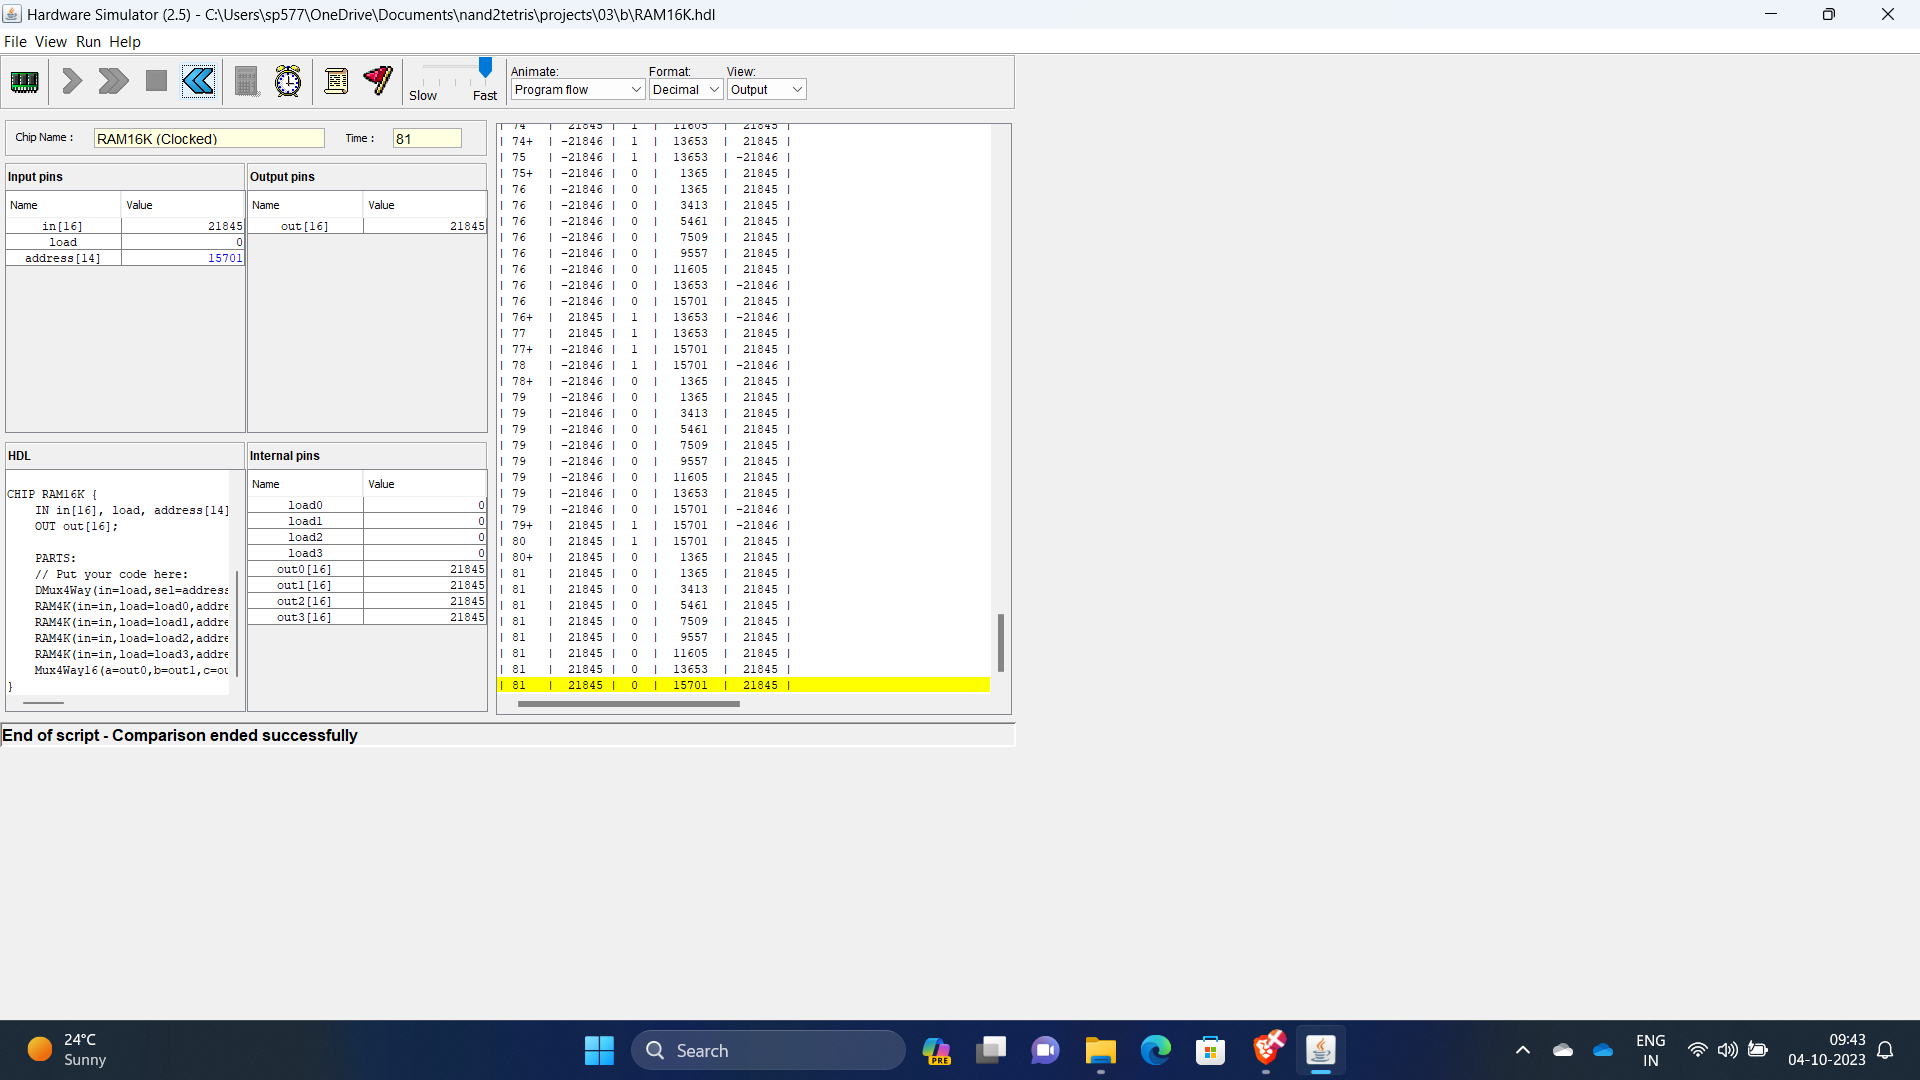 Hardware Simulator (2.5) - C:\Users\sp577\OneDrive\Documents\nand2tetris\projects\03\b\RAM16K.hdl
File View Run Help
Slow Fast
Animate: Format: View:
Program flow Decimal Output
Chip Name : RAM16K (Clocked) Time : 81
Input pins
Name Value
in[16] 21845
load 0
address[14] 15701
Output pins
Name Value
out[16] 21845
HDL
CHIP RAM16K {
IN in[16], load, address[14]
OUT out[16];
PARTS:
// Put your code here:
DMux4Way(in=load,sel=address
RAM4K(in=in,load=load0,addre
RAM4K(in=in,load=load1,addre
RAM4K(in=in,load=load2,addre
RAM4K(in=in,load=load3,addre
Mux4Way16(a=out0,b=out1,c=ou
}
Internal pins
Name Value
load0 0
load1 0
load2 0
load3 0
out0[16] 21845
out1[16] 21845
out2[16] 21845
out3[16] 21845
| 74 | 21845 | 1 | 11605 | 21845 |
| 74+ | -21846 | 1 | 13653 | 21845 |
| 75 | -21846 | 1 | 13653 | -21846 |
| 75+ | -21846 | 0 | 1365 | 21845 |
| 76 | -21846 | 0 | 1365 | 21845 |
| 76 | -21846 | 0 | 3413 | 21845 |
| 76 | -21846 | 0 | 5461 | 21845 |
| 76 | -21846 | 0 | 7509 | 21845 |
| 76 | -21846 | 0 | 9557 | 21845 |
| 76 | -21846 | 0 | 11605 | 21845 |
| 76 | -21846 | 0 | 13653 | -21846 |
| 76 | -21846 | 0 | 15701 | 21845 |
| 76+ | 21845 | 1 | 13653 | -21846 |
| 77 | 21845 | 1 | 13653 | 21845 |
| 77+ | -21846 | 1 | 15701 | 21845 |
| 78 | -21846 | 1 | 15701 | -21846 |
| 78+ | -21846 | 0 | 1365 | 21845 |
| 79 | -21846 | 0 | 1365 | 21845 |
| 79 | -21846 | 0 | 3413 | 21845 |
| 79 | -21846 | 0 | 5461 | 21845 |
| 79 | -21846 | 0 | 7509 | 21845 |
| 79 | -21846 | 0 | 9557 | 21845 |
| 79 | -21846 | 0 | 11605 | 21845 |
| 79 | -21846 | 0 | 13653 | 21845 |
| 79 | -21846 | 0 | 15701 | -21846 |
| 79+ | 21845 | 1 | 15701 | -21846 |
| 80 | 21845 | 1 | 15701 | 21845 |
| 80+ | 21845 | 0 | 1365 | 21845 |
| 81 | 21845 | 0 | 1365 | 21845 |
| 81 | 21845 | 0 | 3413 | 21845 |
| 81 | 21845 | 0 | 5461 | 21845 |
| 81 | 21845 | 0 | 7509 | 21845 |
| 81 | 21845 | 0 | 9557 | 21845 |
| 81 | 21845 | 0 | 11605 | 21845 |
| 81 | 21845 | 0 | 13653 | 21845 |
| 81 | 21845 | 0 | 15701 | 21845 |
End of script - Comparison ended successfully
24°C
Sunny
Search
PRE
ENG
IN
09:43
04-10-2023